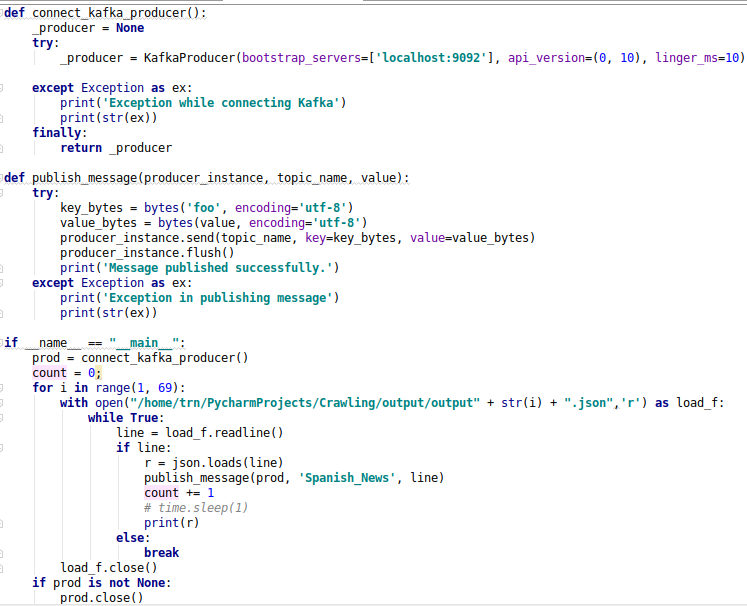 def connect_kafka_producer():
    _producer = None
    try:
        _producer = KafkaProducer(bootstrap_servers=['localhost:9092'], api_version=(0, 10), linger_ms=10)

    except Exception as ex:
        print('Exception while connecting Kafka')
        print(str(ex))
    finally:
        return _producer

def publish_message(producer_instance, topic_name, value):
    try:
        key_bytes = bytes('foo', encoding='utf-8')
        value_bytes = bytes(value, encoding='utf-8')
        producer_instance.send(topic_name, key=key_bytes, value=value_bytes)
        producer_instance.flush()
        print('Message published successfully.')
    except Exception as ex:
        print('Exception in publishing message')
        print(str(ex))

if __name__ == "__main__":
    prod = connect_kafka_producer()
    count = 0;
    for i in range(1, 69):
        with open("/home/trn/PycharmProjects/Crawling/output/output" + str(i) + ".json",'r') as load_f:
            while True:
                line = load_f.readline()
                if line:
                    r = json.loads(line)
                    publish_message(prod, 'Spanish_News', line)
                    count += 1
                    # time.sleep(1)
                    print(r)
                else:
                    break
        load_f.close()
    if prod is not None:
        prod.close()